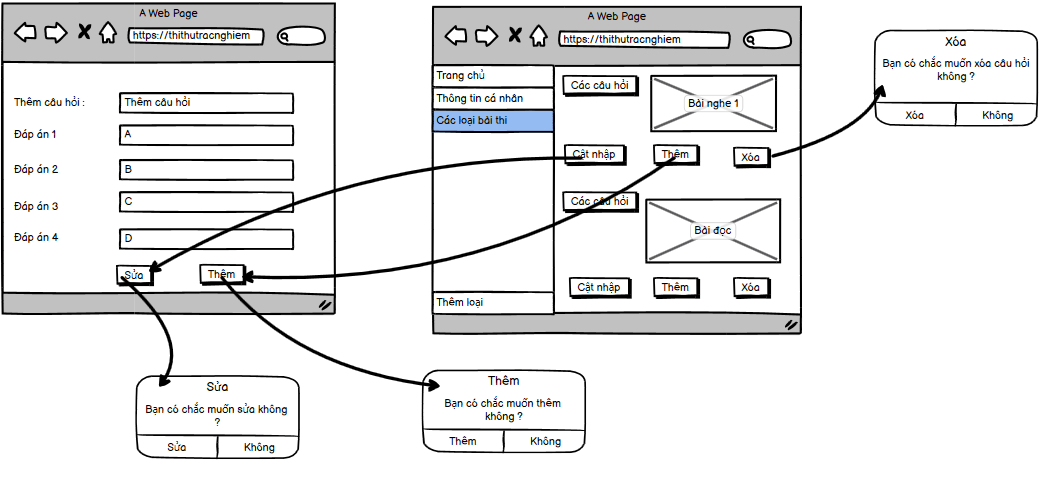 A Web Page
https://thithutracnghiem
Thêm câu hỏi :
Thêm câu hỏi
Đáp án 1
A
Đáp án 2
B
Đáp án 3
C
Đáp án 4
D
Sửa
Thêm
A Web Page
https://thithutracnghiem
Trang chủ
Thông tin cá nhân
Các loại bài thi
Thêm loại
Các câu hỏi
Bài nghe 1
Cật nhập
Thêm
Xóa
Các câu hỏi
Bài đọc
Cật nhập
Thêm
Xóa
Xóa
Bạn có chắc muốn xóa câu hỏi
không ?
Xóa
Không
Sửa
Bạn có chắc muốn sửa không
?
Sửa
Không
Thêm
Bạn có chắc muốn thêm
không ?
Thêm
Không